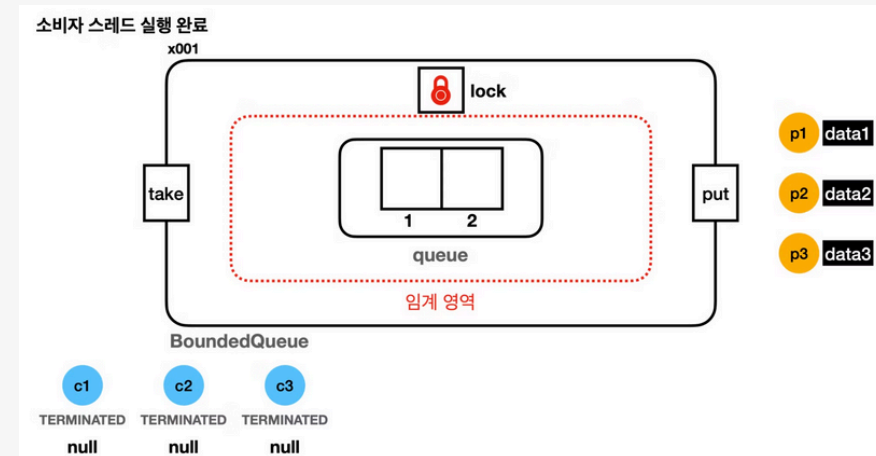 소비자 스레드 실행 완료
x001
lock
take
put
1 2
queue
임계 영역
BoundedQueue
p1 data1
p2 data2
p3 data3
c1 c2 c3
TERMINATED TERMINATED TERMINATED
null null null